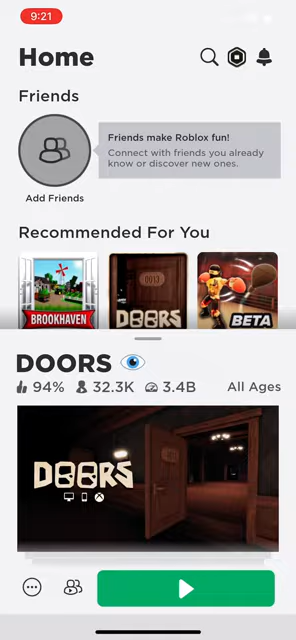 9:21
Home
Friends
Friends make Roblox fun!
Connect with friends you already
know or discover new ones.
Add Friends
Recommended For You
BROOKHAVEN
0013
DOORS
BETA
DOORS
94%
32.3K
3.4B
All Ages
DOORS